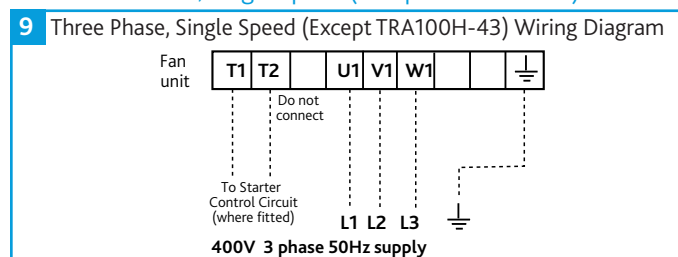 9 Three Phase, Single Speed (Except TRA100H-43) Wiring Diagram
Fan
unit
T1 T2 U1 V1 W1
Do not
connect
To Starter
Control Circuit
(where fitted)
L1 L2 L3
400V 3 phase 50Hz supply